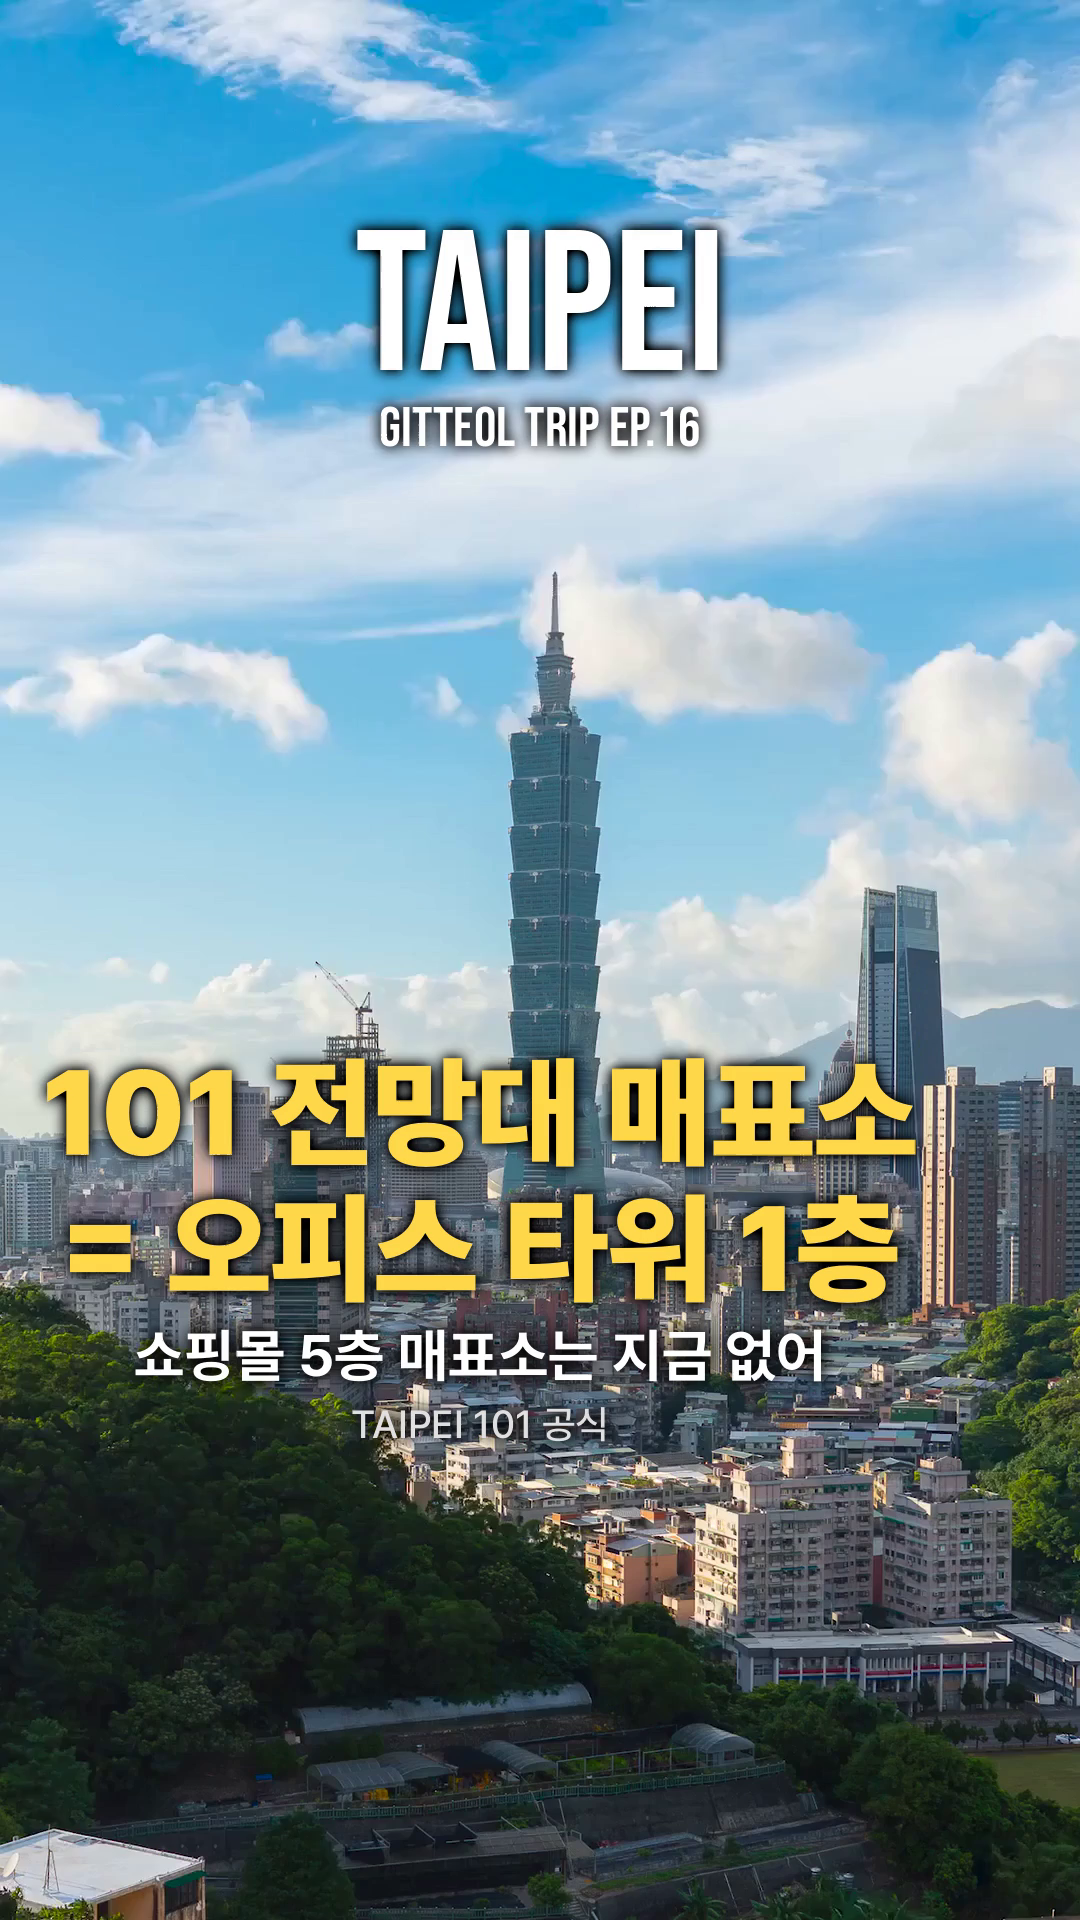 TAIPEI
GITTEOL TRIP EP.16
101 전망대 매표소
= 오피스 타워 1층
쇼핑몰 5층 매표소는 지금 없어
TAIPEI 101 공식